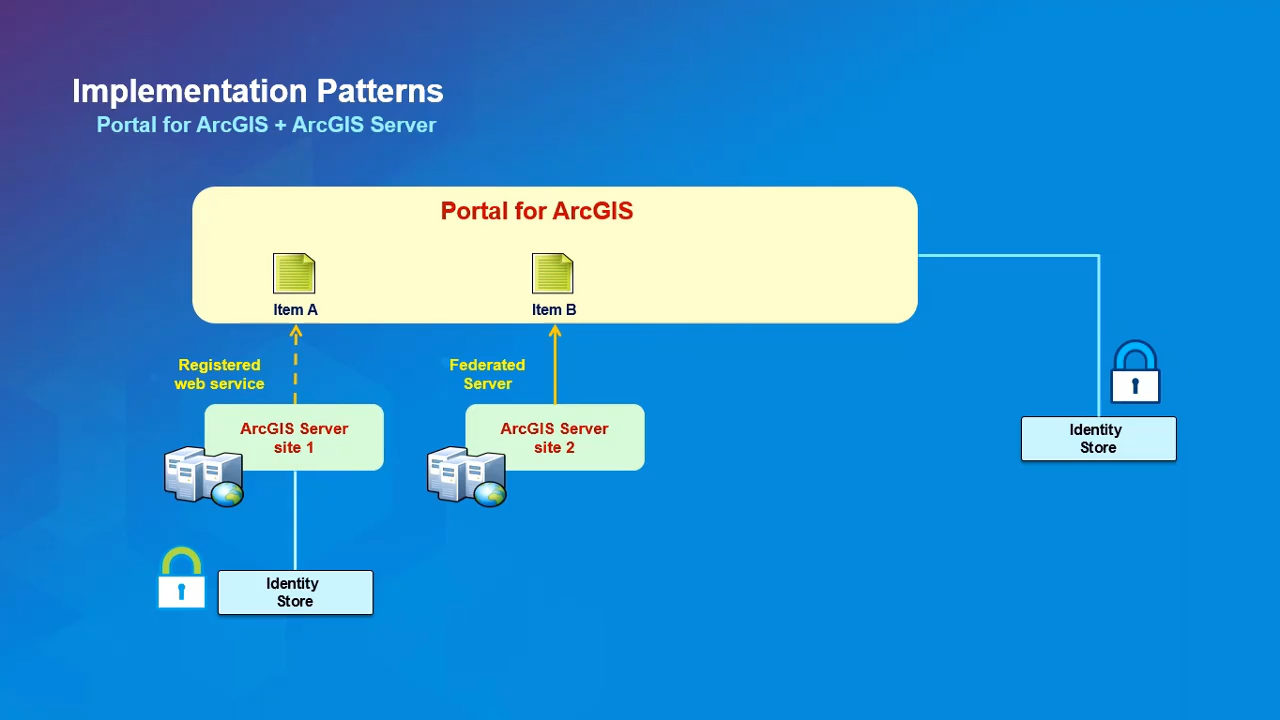 Implementation Patterns
Portal for ArcGIS + ArcGIS Server
Portal for ArcGIS
Item A
Item B
Registered
web service
Federated
Server
ArcGIS Server
site 1
ArcGIS Server
site 2
Identity
Store
Identity
Store